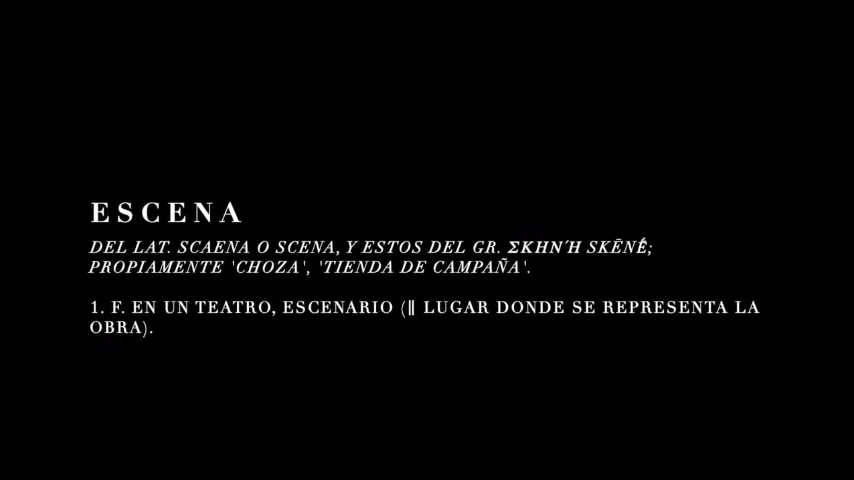 ESCENA
DEL LAT. SCAENA O SCENA, Y ESTOS DEL GR. ΣΚΗΝΉ SKĒNḖ;
PROPIAMENTE 'CHOZA', 'TIENDA DE CAMPAÑA'.
1. F. EN UN TEATRO, ESCENARIO (‖ LUGAR DONDE SE REPRESENTA LA
OBRA).